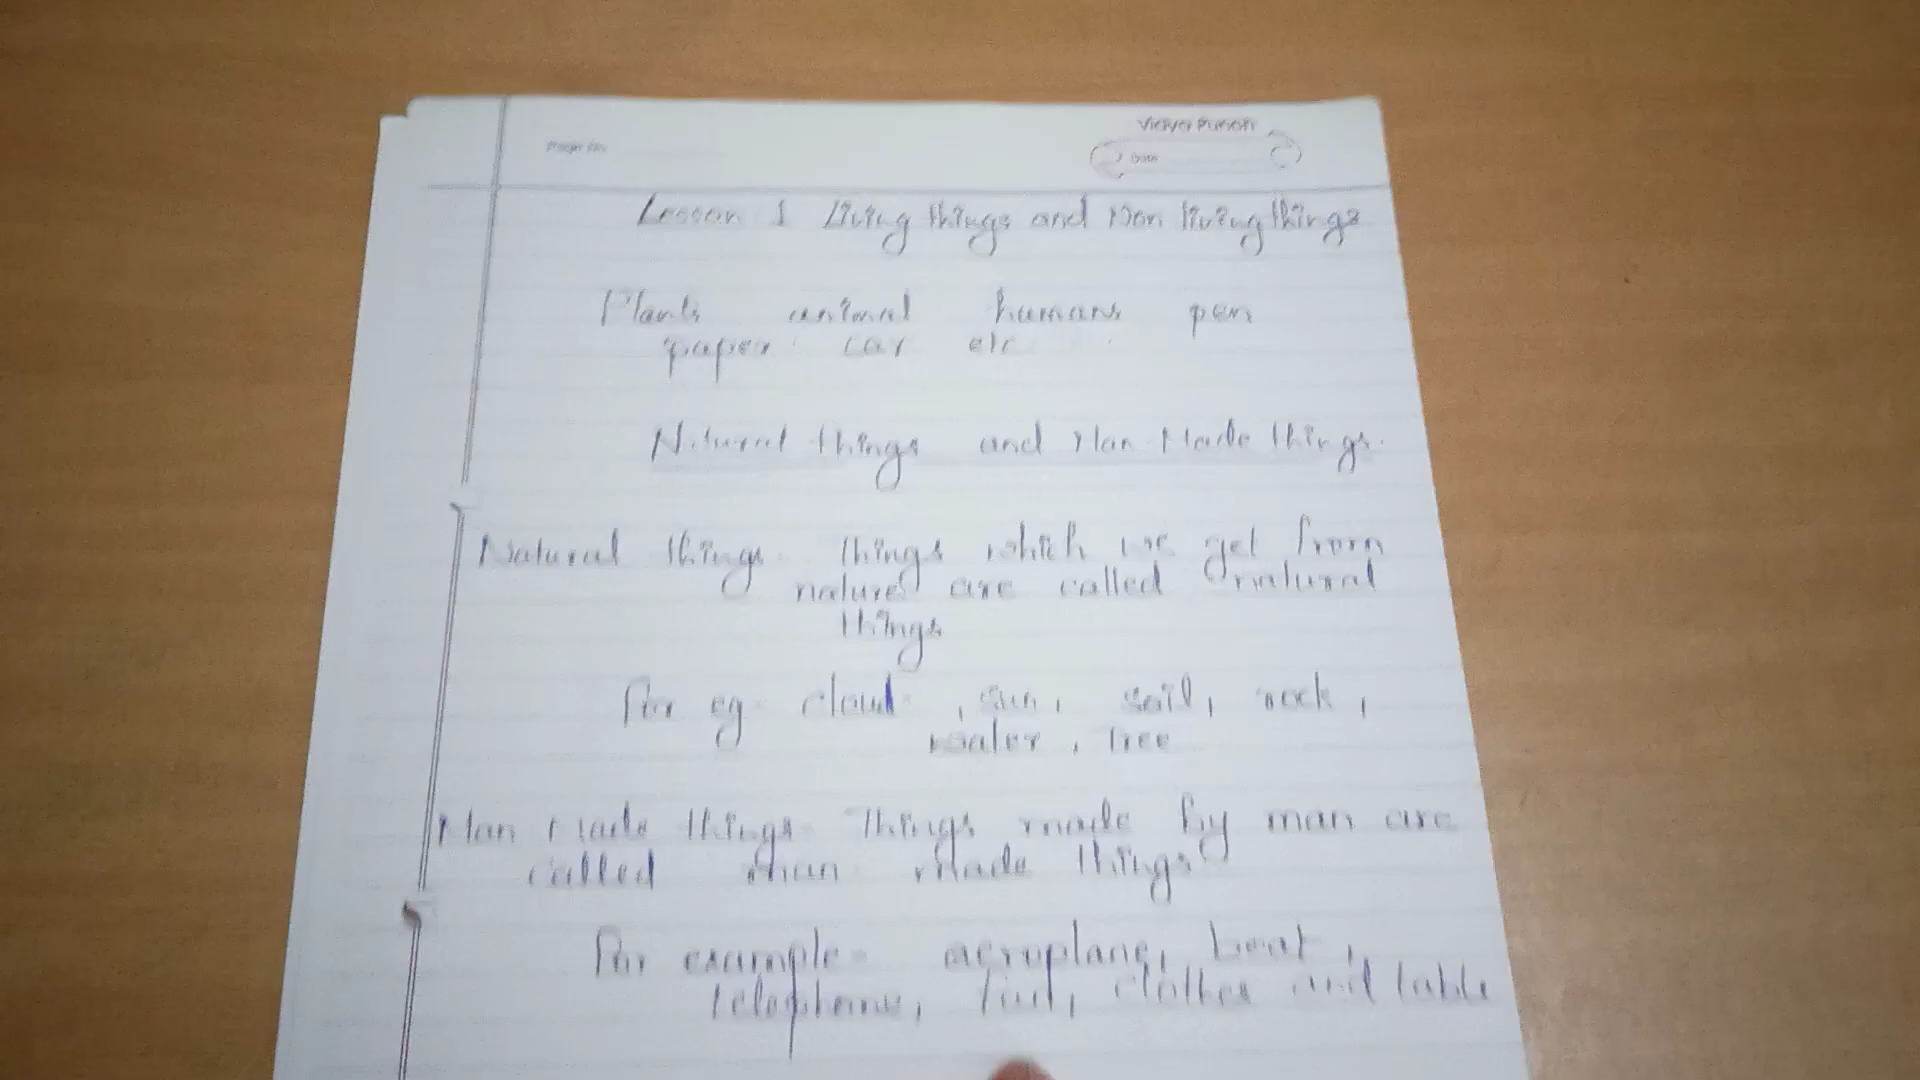 Page No.
Date
Lesson 1 Living things and Non living things
Plants animal humans pen
paper car etc
Natural things and Man Made things.
Natural things - things which we get from
nature are called natural
things
For eg - cloud , sun , soil , rock ,
water , tree
Man Made things - Things made by man are
called man made things
For example - aeroplane, boat ,
telephone, clothes and table